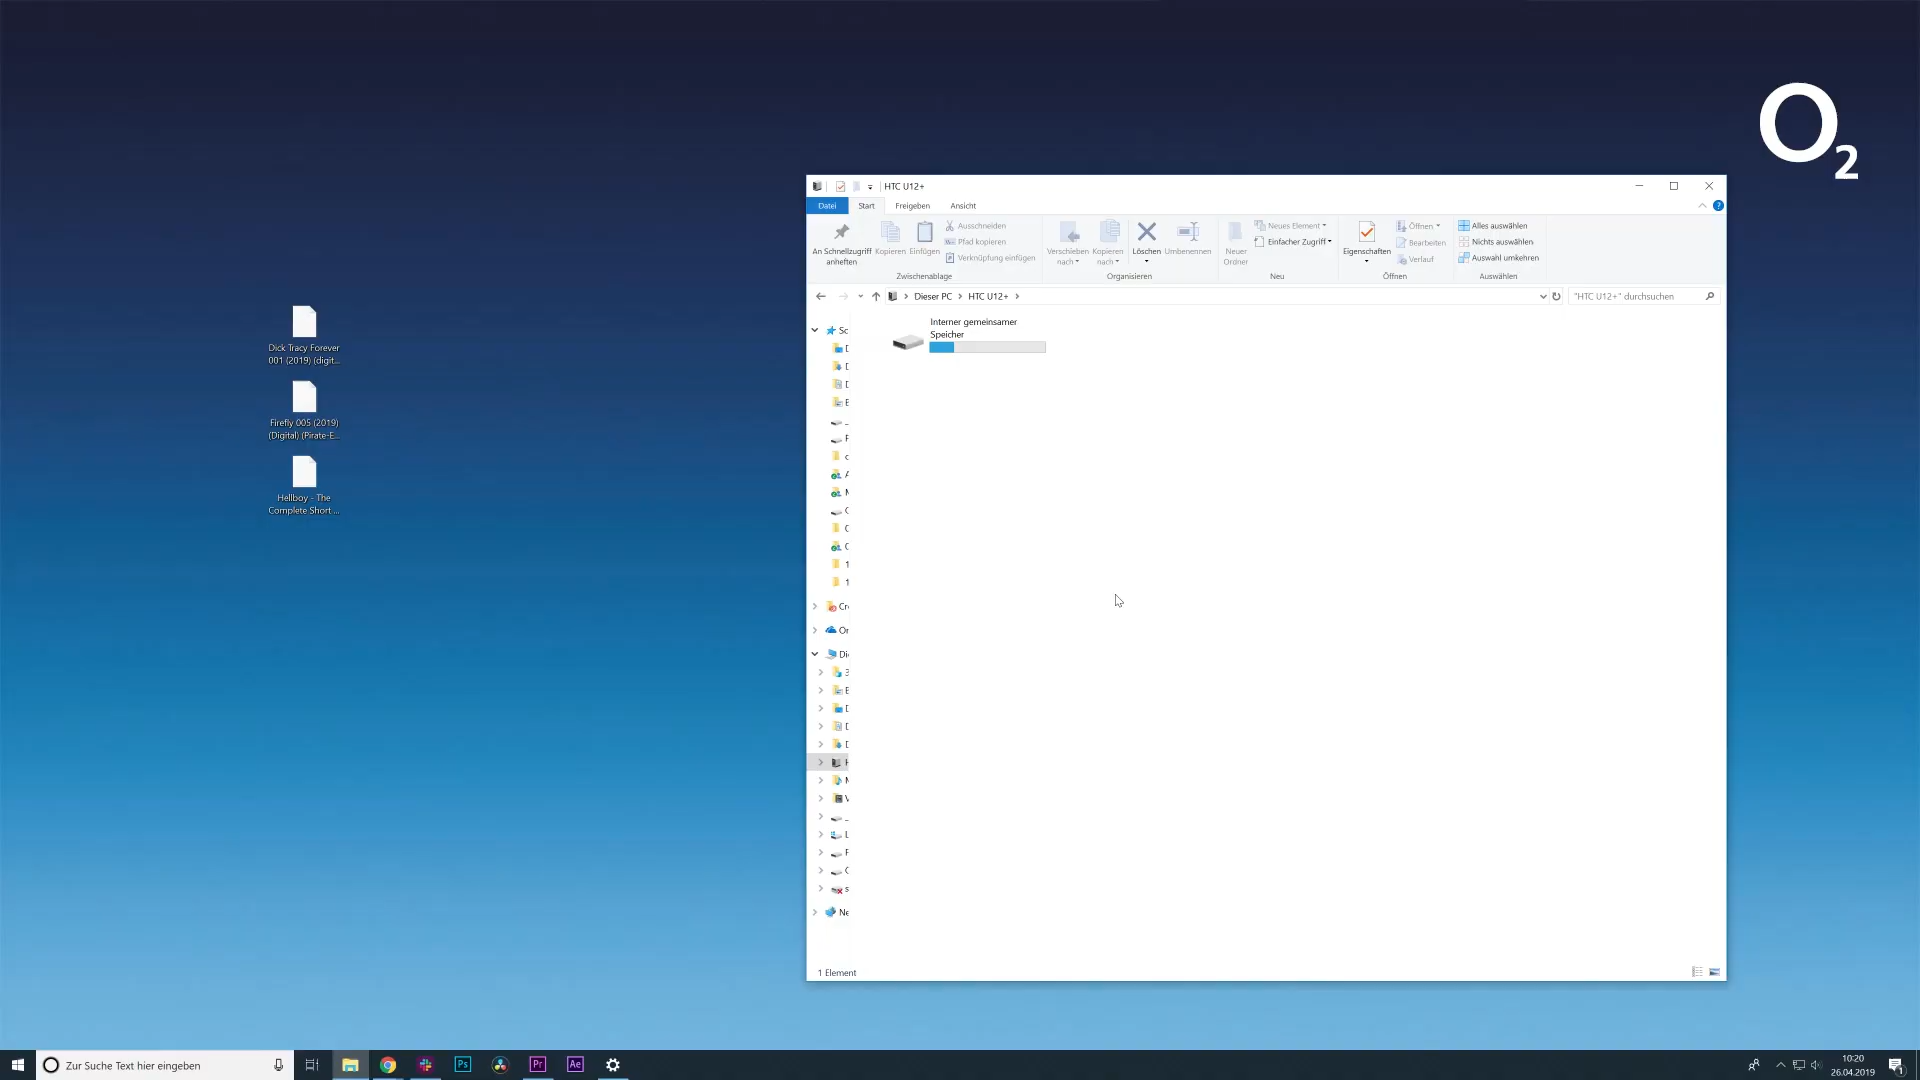 O2
HTC U12+
Datei
Start
Freigeben
Ansicht
An Schnellzugriff
anheften
Kopieren
Einfügen
Ausschneiden
Pfad kopieren
Verknüpfung einfügen
Zwischenablage
Verschieben
nach
Kopieren
nach
Löschen
Umbenennen
Organisieren
Neuer
Ordner
Neues Element
Einfacher Zugriff
Neu
Eigenschaften
Öffnen
Bearbeiten
Verlauf
Öffnen
Alles auswählen
Nichts auswählen
Auswahl umkehren
Auswählen
Dieser PC
HTC U12+
"HTC U12+" durchsuchen
Interner gemeinsamer
Speicher
Dick Tracy Forever
001 (2019) (digit...
Firefly 005 (2019)
(Digital) (Pirate-E...
Hellboy - The
Complete Short ...
1 Element
Zur Suche Text hier eingeben
Ps
Pr
Ae
10:20
26.04.2019
1